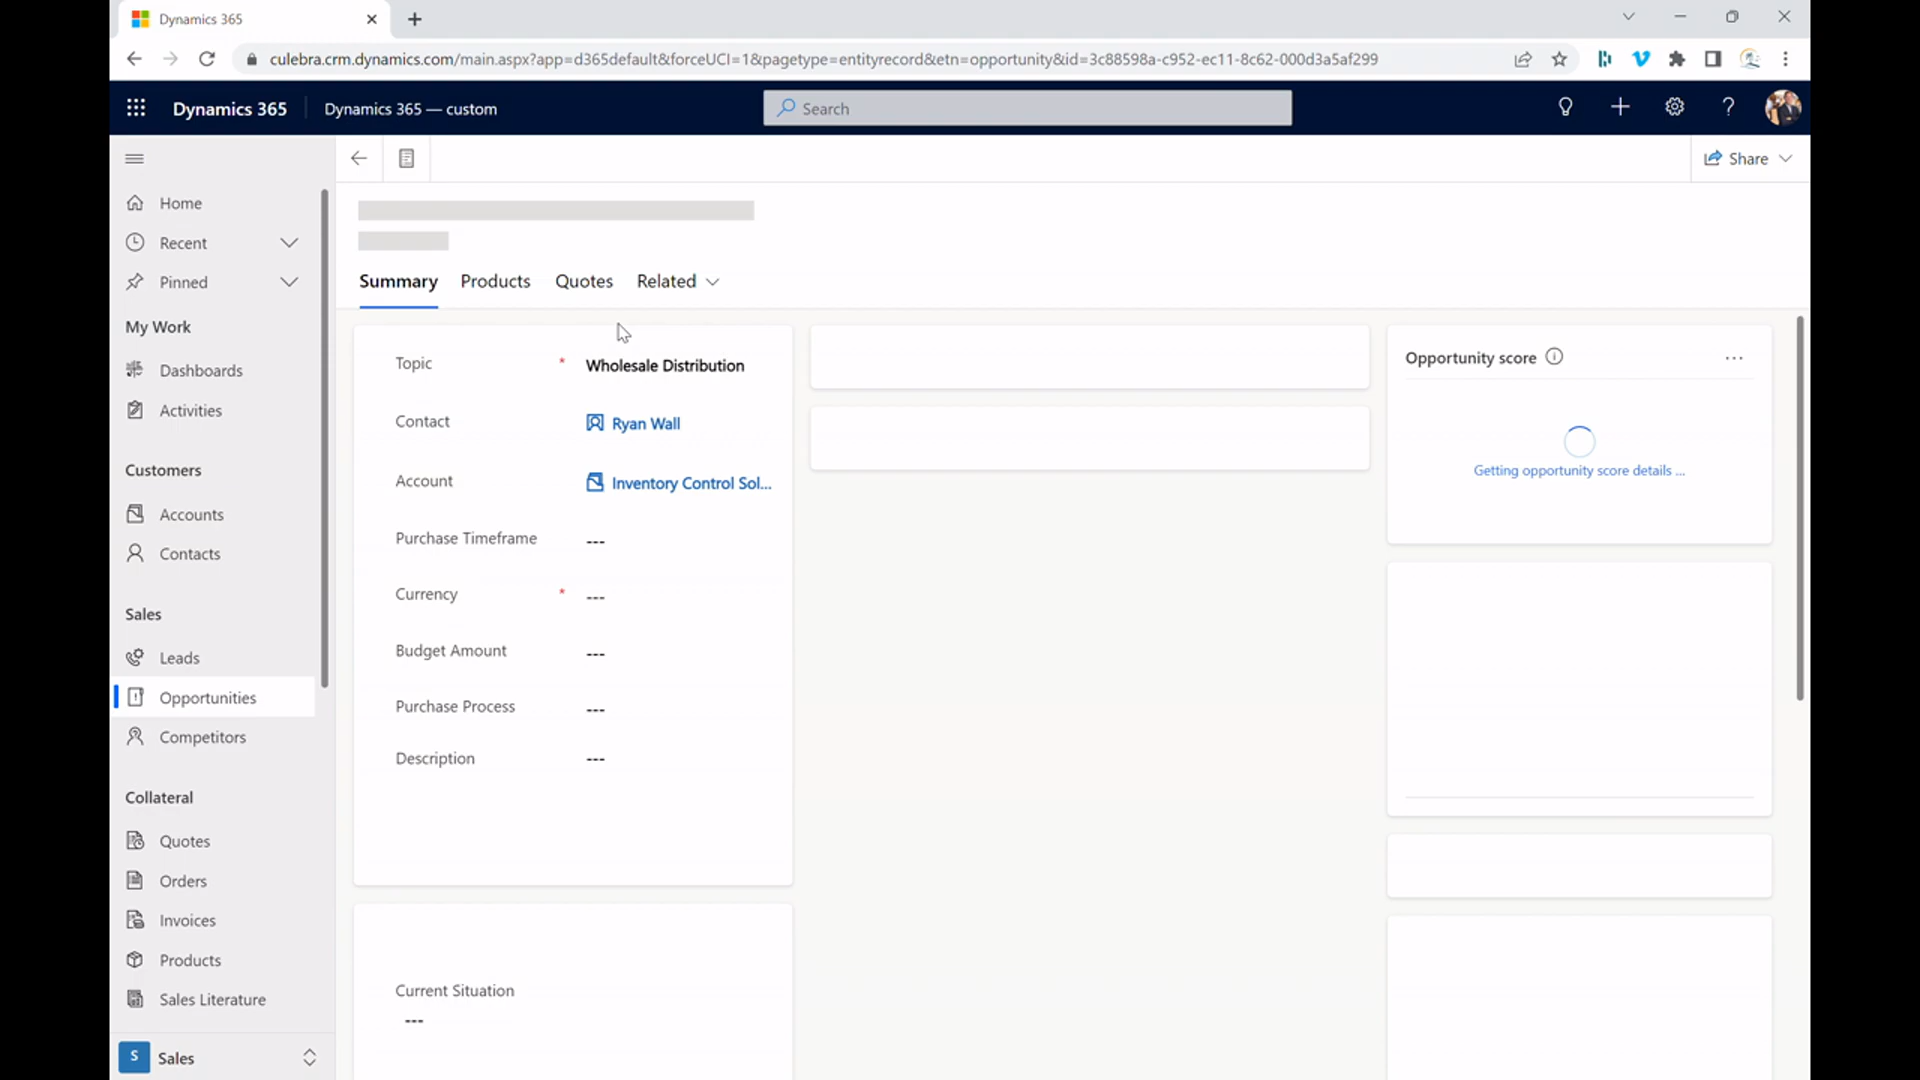 Dynamics 365
culebra.crm.dynamics.com/main.aspx?app=d365default&forceUCI=1&pagetype=entityrecord&etn=opportunity&id=3c88598a-c952-ec11-8c62-000d3a5af299
Dynamics 365
Dynamics 365 — custom
Search
Share
Home
Recent
Pinned
My Work
Dashboards
Activities
Customers
Accounts
Contacts
Sales
Leads
Opportunities
Competitors
Collateral
Quotes
Orders
Invoices
Products
Sales Literature
S Sales
Summary Products Quotes Related
Topic * Wholesale Distribution
Contact Ryan Wall
Account Inventory Control Sol...
Purchase Timeframe ---
Currency * ---
Budget Amount ---
Purchase Process ---
Description ---
Current Situation
---
Opportunity score
Getting opportunity score details ...